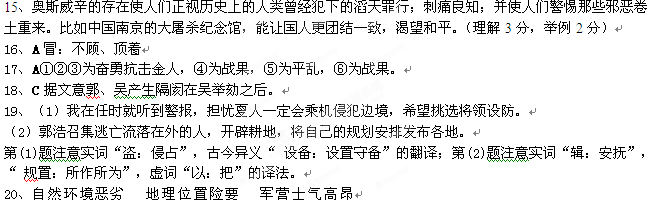 15、奥斯威辛的存在使人们正视历史上的人类曾经犯下的滔天罪行；刺痛良知；并使人们警惕那些邪恶卷
土重来。比如中国南京的大屠杀纪念馆，能让国人更团结一致，渴望和平。（理解 3 分，举例 2 分）
16、A 冒：不顾、顶着
17、A①②③为奋勇抗击金人，④为战果，⑤为平乱，⑥为战果。
18、C 据文意郭、吴产生隔阂在吴举劾之后。
19、（1）我在任时就听到警报，担忧夏人一定会乘机侵犯边境，希望挑选将领设防。
（2）郭浩召集逃亡流落在外的人，开辟耕地，将自己的规划安排发布各地。
第(1)题注意实词“盗：侵占”，古今异义“ 设备：设置守备”的翻译；第(2)题注意实词“辑：安抚”，
“ 规置：所作所为”，虚词“以：把”的译法。
20、自然环境恶劣 地理位置险要 军营士气高昂